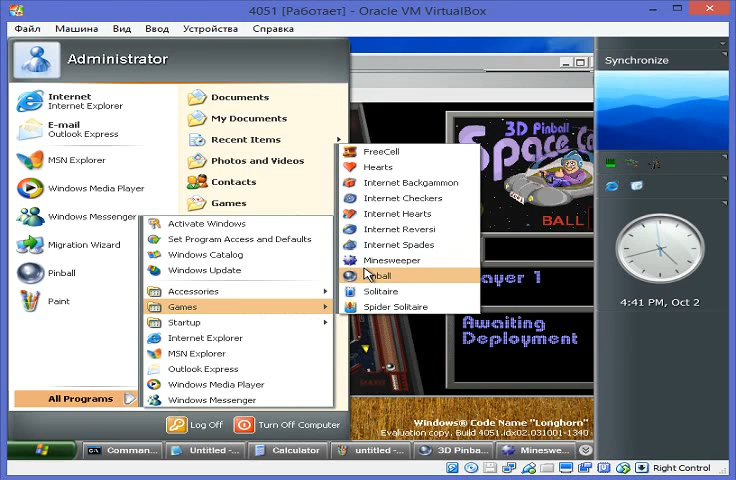 4051 [Работает] - Oracle VM VirtualBox
Файл Машина Вид Ввод Устройства Справка
Administrator
Internet
Internet Explorer
E-mail
Outlook Express
MSN Explorer
Windows Media Player
Windows Messenger
Migration Wizard
Pinball
Paint
All Programs
Documents
My Documents
Recent Items
Photos and Videos
Contacts
Games
Activate Windows
Set Program Access and Defaults
Windows Catalog
Windows Update
Accessories
Games
Startup
Internet Explorer
MSN Explorer
Outlook Express
Windows Media Player
Windows Messenger
FreeCell
Hearts
Internet Backgammon
Internet Checkers
Internet Hearts
Internet Reversi
Internet Spades
Minesweeper
Pinball
Solitaire
Spider Solitaire
Log Off Turn Off Computer
3D Pinball
Space
BALL
Awaiting
Deployment
Windows® Code Name "Longhorn"
Evaluation copy. Build 4051.idx02.031001-1340
Synchronize
4:41 PM, Oct 2
Comman... Untitled -... Calculator untitled -... 3D Pinba... Mineswe...
Right Control